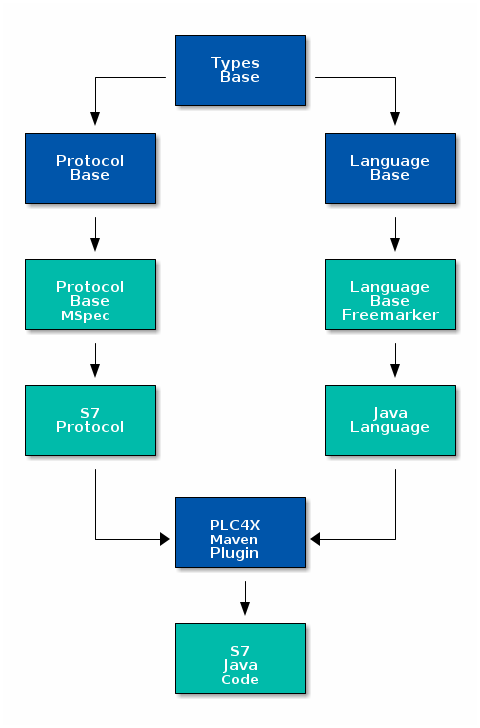 Types
Base
Protocol
Base
Language
Base
Protocol
Base
MSpec
Language
Base
Freemarker
S7
Protocol
Java
Language
PLC4X
Maven
Plugin
S7
Java
Code